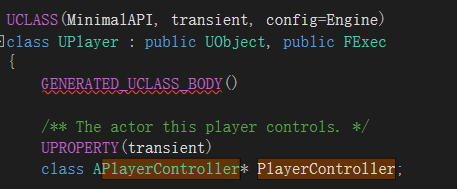 UCLASS(MinimalAPI, transient, config=Engine)
class UPlayer : public UObject, public FExec
{
GENERATED_UCLASS_BODY()
/** The actor this player controls. */
UPROPERTY(transient)
class APlayerController* PlayerController;